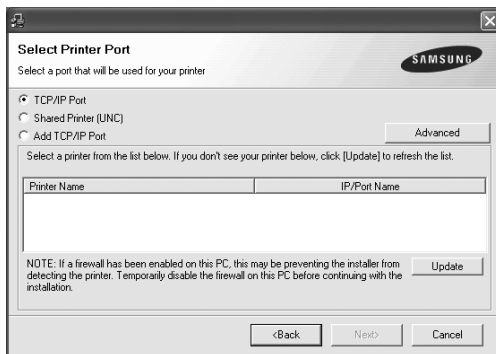 Select Printer Port
Select a port that will be used for your printer
SAMSUNG
TCP/IP Port
Shared Printer (UNC)
Add TCP/IP Port
Advanced
Select a printer from the list below. If you don't see your printer below, click [Update] to refresh the list.
Printer Name IP/Port Name
NOTE: If a firewall has been enabled on this PC, this may be preventing the installer from
detecting the printer. Temporarily disable the firewall on this PC before continuing with the
installation.
Update
<Back Next> Cancel